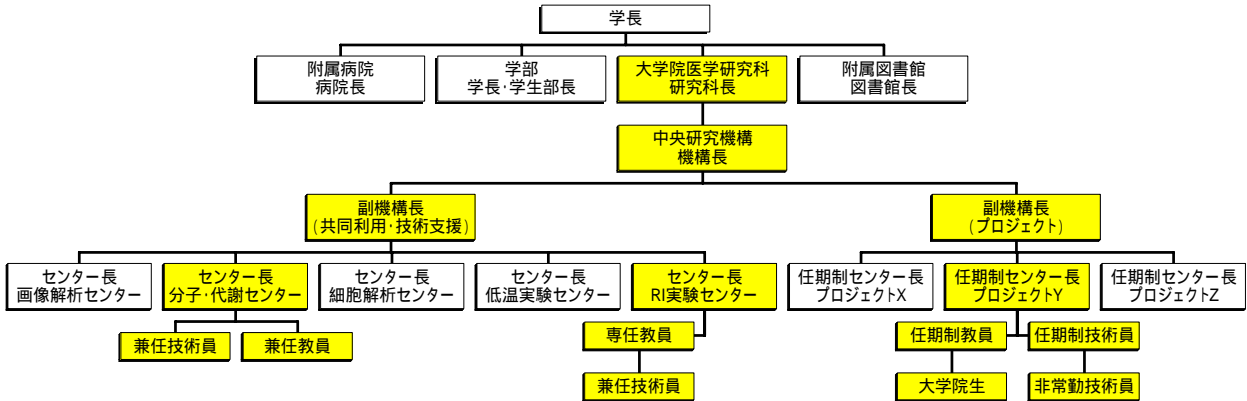 学長
附属病院
病院長
学部
学長・学生部長
大学院医学研究科
研究科長
附属図書館
図書館長
中央研究機構
機構長
副機構長
(共同利用・技術支援)
副機構長
(プロジェクト)
センター長
画像解析センター
センター長
分子・代謝センター
センター長
細胞解析センター
センター長
低温実験センター
センター長
RI実験センター
任期制センター長
プロジェクトX
任期制センター長
プロジェクトY
任期制センター長
プロジェクトZ
兼任技術員
兼任教員
専任教員
任期制教員
任期制技術員
兼任技術員
大学院生
非常勤技術員